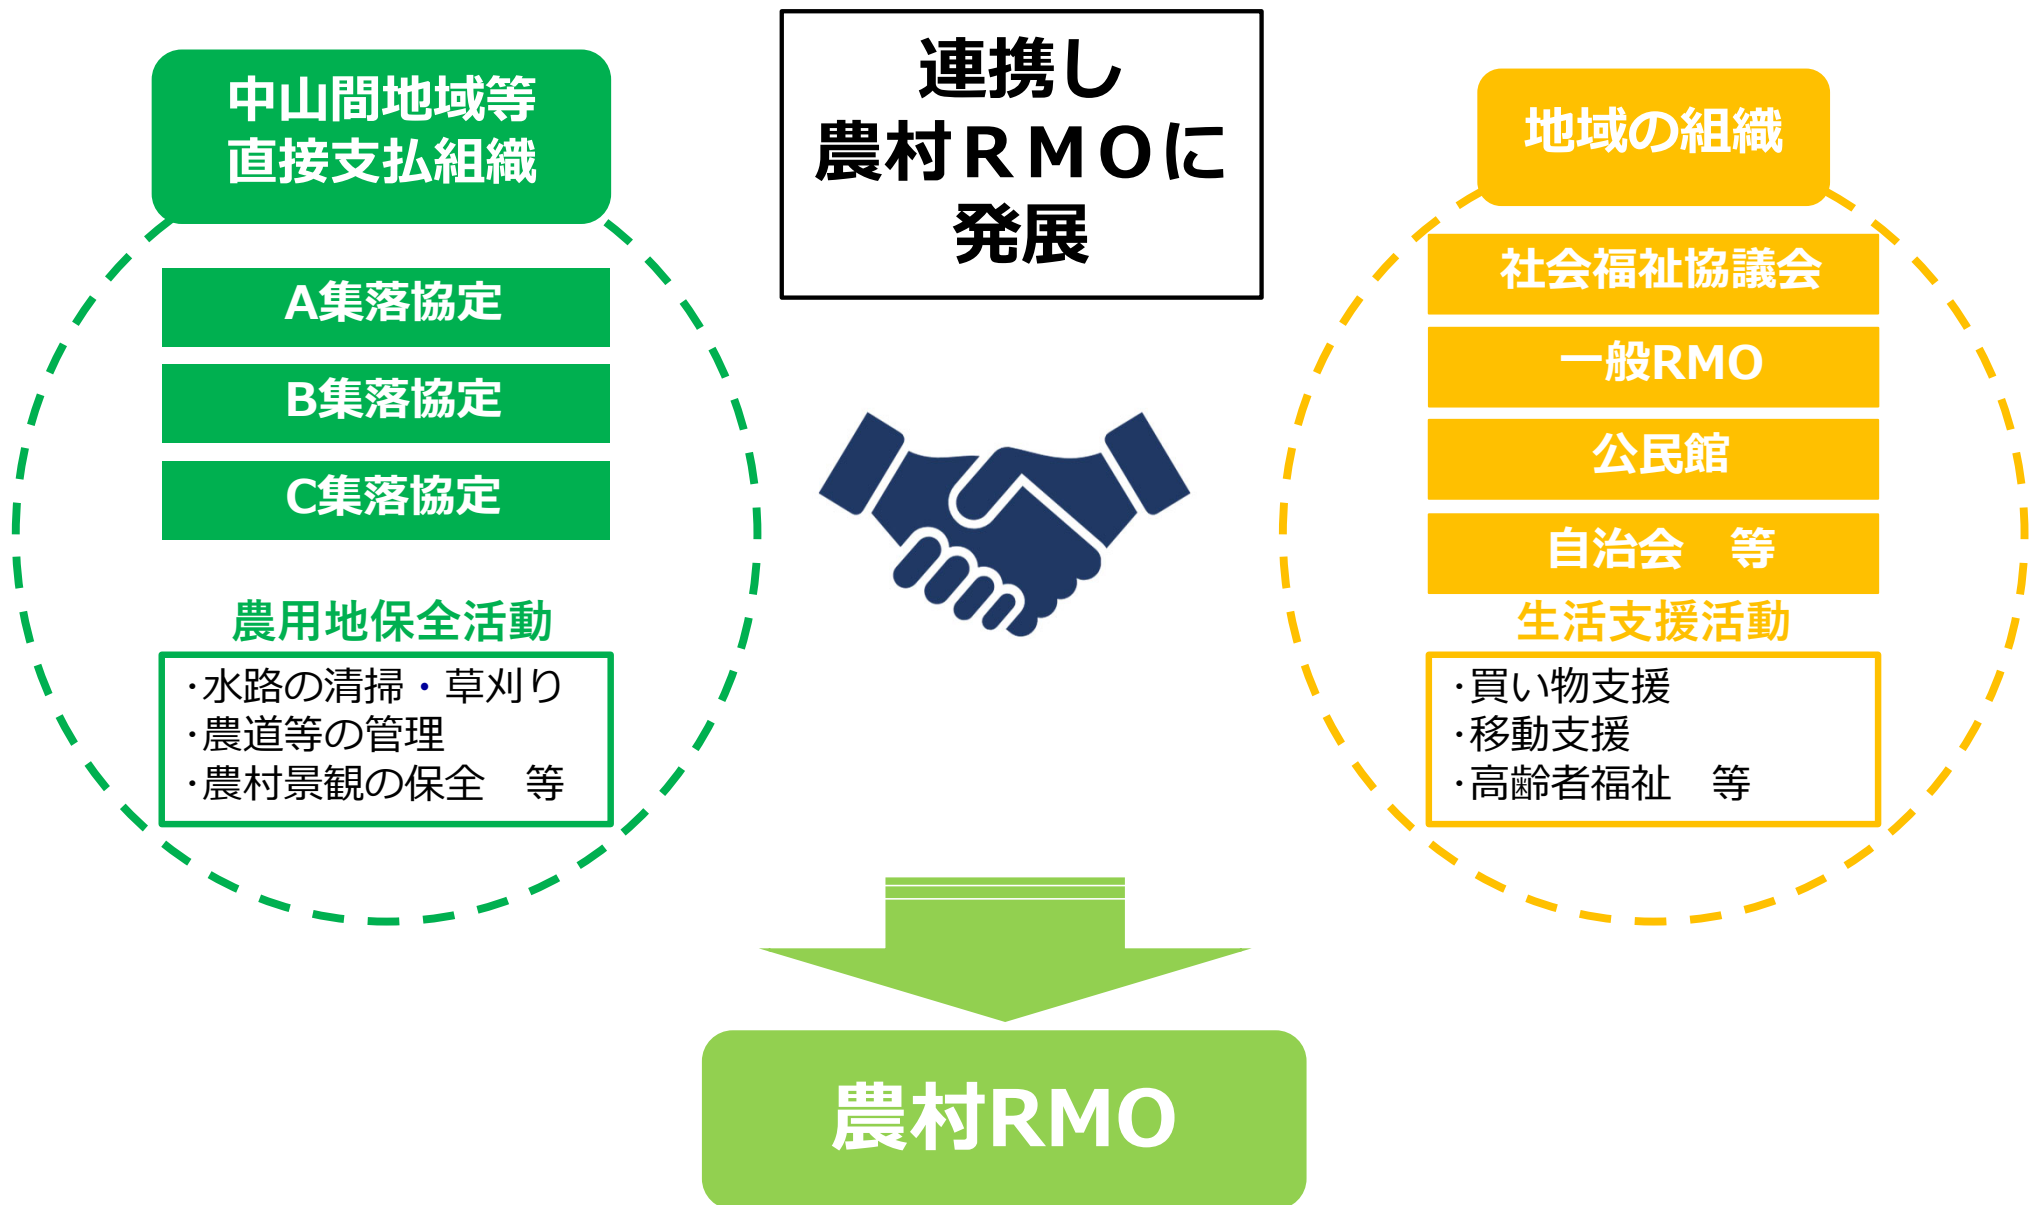 中山間地域等
直接支払組織
A集落協定
B集落協定
C集落協定
農用地保全活動
･水路の清掃・草刈り
･農道等の管理
･農村景観の保全　等
連携し
農村ＲＭＯに
発展
地域の組織
社会福祉協議会
一般RMO
公民館
自治会　等
生活支援活動
･買い物支援
･移動支援
･高齢者福祉　等
農村RMO